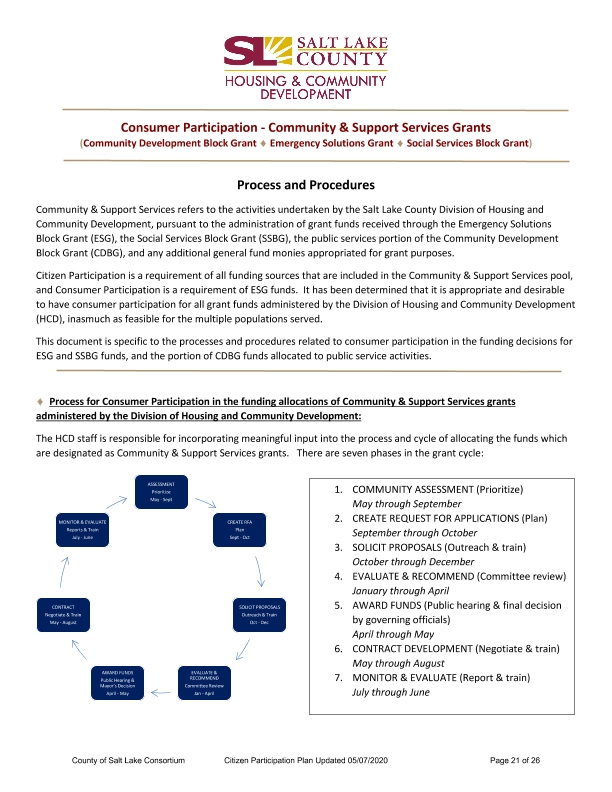 SL SALT LAKE
COUNTY
HOUSING & COMMUNITY
DEVELOPMENT
Consumer Participation - Community & Support Services Grants
(Community Development Block Grant ♦ Emergency Solutions Grant ♦ Social Services Block Grant)
Process and Procedures
Community & Support Services refers to the activities undertaken by the Salt Lake County Division of Housing and
Community Development, pursuant to the administration of grant funds received through the Emergency Solutions
Block Grant (ESG), the Social Services Block Grant (SSBG), the public services portion of the Community Development
Block Grant (CDBG), and any additional general fund monies appropriated for grant purposes.
Citizen Participation is a requirement of all funding sources that are included in the Community & Support Services pool,
and Consumer Participation is a requirement of ESG funds.  It has been determined that it is appropriate and desirable
to have consumer participation for all grant funds administered by the Division of Housing and Community Development
(HCD), inasmuch as feasible for the multiple populations served.
This document is specific to the processes and procedures related to consumer participation in the funding decisions for
ESG and SSBG funds, and the portion of CDBG funds allocated to public service activities.
♦ Process for Consumer Participation in the funding allocations of Community & Support Services grants
administered by the Division of Housing and Community Development:
The HCD staff is responsible for incorporating meaningful input into the process and cycle of allocating the funds which
are designated as Community & Support Services grants.   There are seven phases in the grant cycle:
ASSESSMENT
Prioritize
May - Sept
CREATE RFA
Plan
Sept - Oct
SOLICIT PROPOSALS
Outreach & Train
Oct - Dec
EVALUATE &
RECOMMEND
Committee Review
Jan - April
AWARD FUNDS
Public Hearing &
Mayor's Decision
April - May
CONTRACT
Negotiate & Train
May - August
MONITOR & EVALUATE
Reports & Train
July - June
1. COMMUNITY ASSESSMENT (Prioritize)
May through September
2. CREATE REQUEST FOR APPLICATIONS (Plan)
September through October
3. SOLICIT PROPOSALS (Outreach & train)
October through December
4. EVALUATE & RECOMMEND (Committee review)
January through April
5. AWARD FUNDS (Public hearing & final decision
by governing officials)
April through May
6. CONTRACT DEVELOPMENT (Negotiate & train)
May through August
7. MONITOR & EVALUATE (Report & train)
July through June
County of Salt Lake Consortium Citizen Participation Plan Updated 05/07/2020 Page 21 of 26